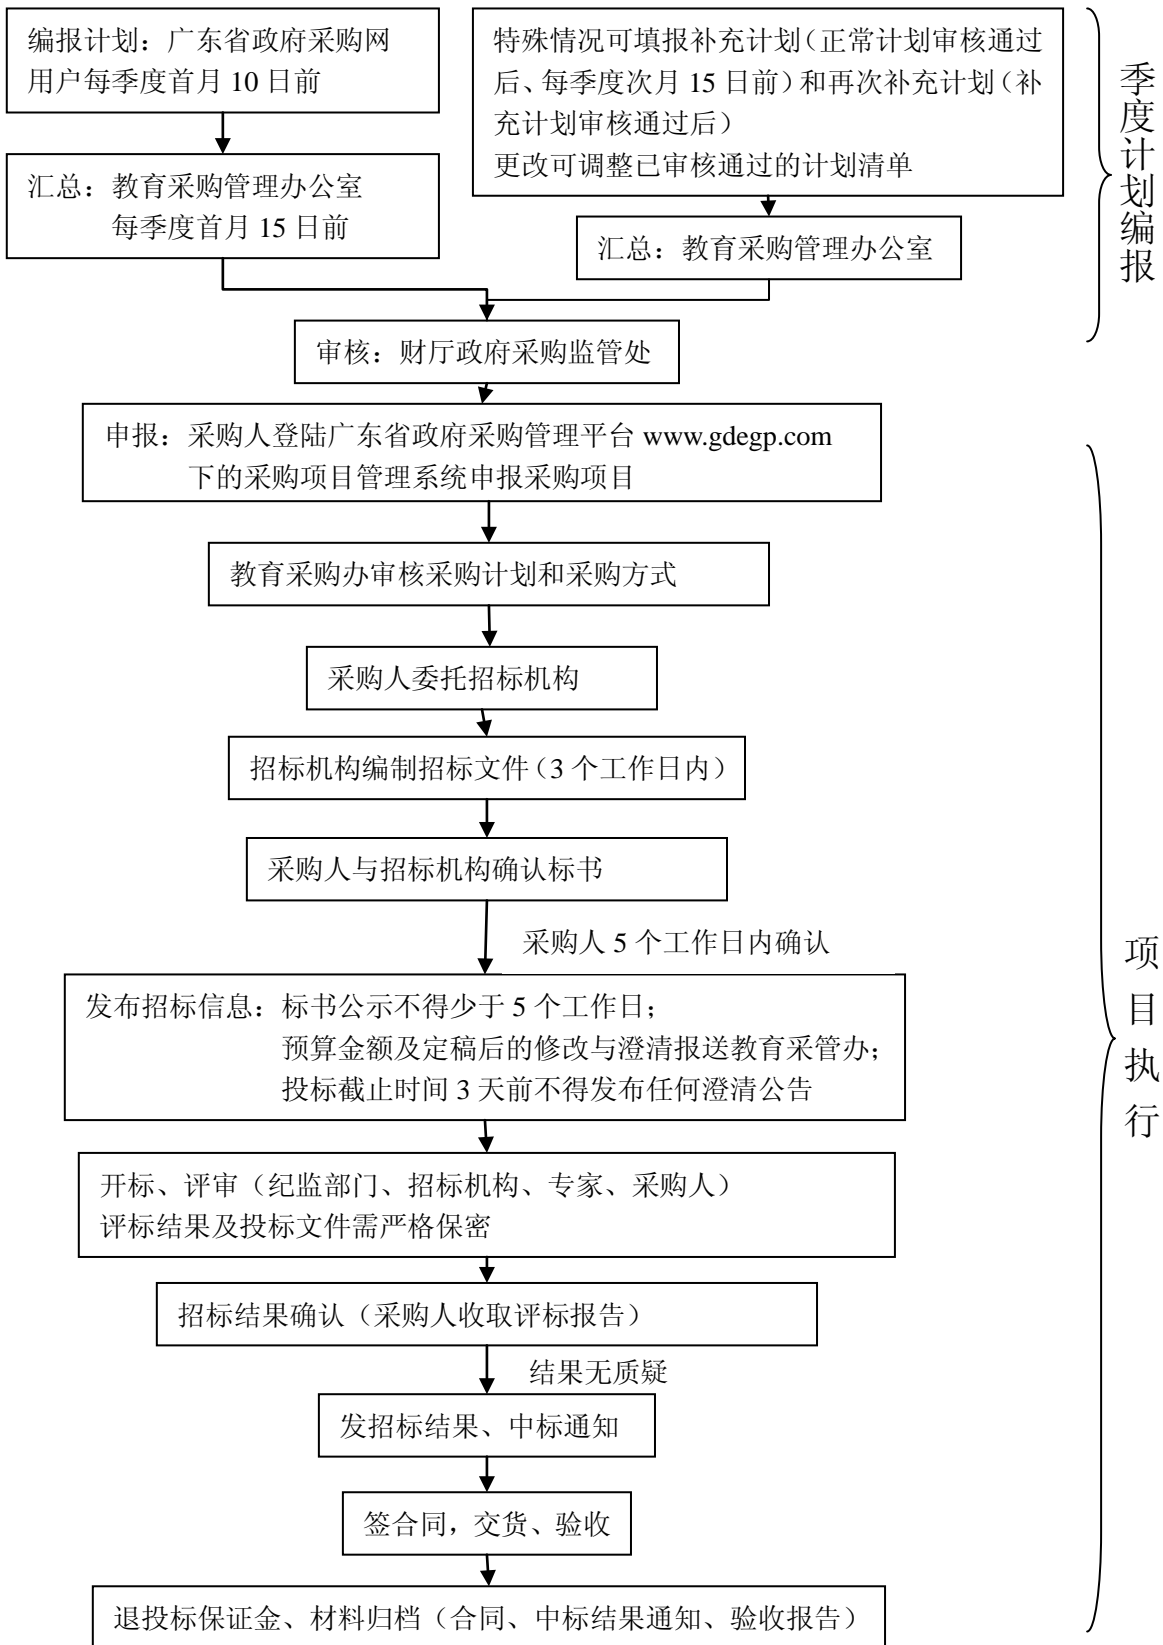 编报计划：广东省政府采购网
用户每季度首月 10 日前
特殊情况可填报补充计划（正常计划审核通过
后、每季度次月 15 日前）和再次补充计划（补
充计划审核通过后）
更改可调整已审核通过的计划清单
汇总：教育采购管理办公室
每季度首月 15 日前
汇总：教育采购管理办公室
季度计划编报
审核：财厅政府采购监管处
申报：采购人登陆广东省政府采购管理平台 www.gdegp.com
下的采购项目管理系统申报采购项目
教育采购办审核采购计划和采购方式
采购人委托招标机构
招标机构编制招标文件（3 个工作日内）
采购人与招标机构确认标书
采购人 5 个工作日内确认
发布招标信息：标书公示不得少于 5 个工作日；
预算金额及定稿后的修改与澄清报送教育采管办；
投标截止时间 3 天前不得发布任何澄清公告
项目执行
开标、评审（纪监部门、招标机构、专家、采购人）
评标结果及投标文件需严格保密
招标结果确认（采购人收取评标报告）
结果无质疑
发招标结果、中标通知
签合同，交货、验收
退投标保证金、材料归档（合同、中标结果通知、验收报告）